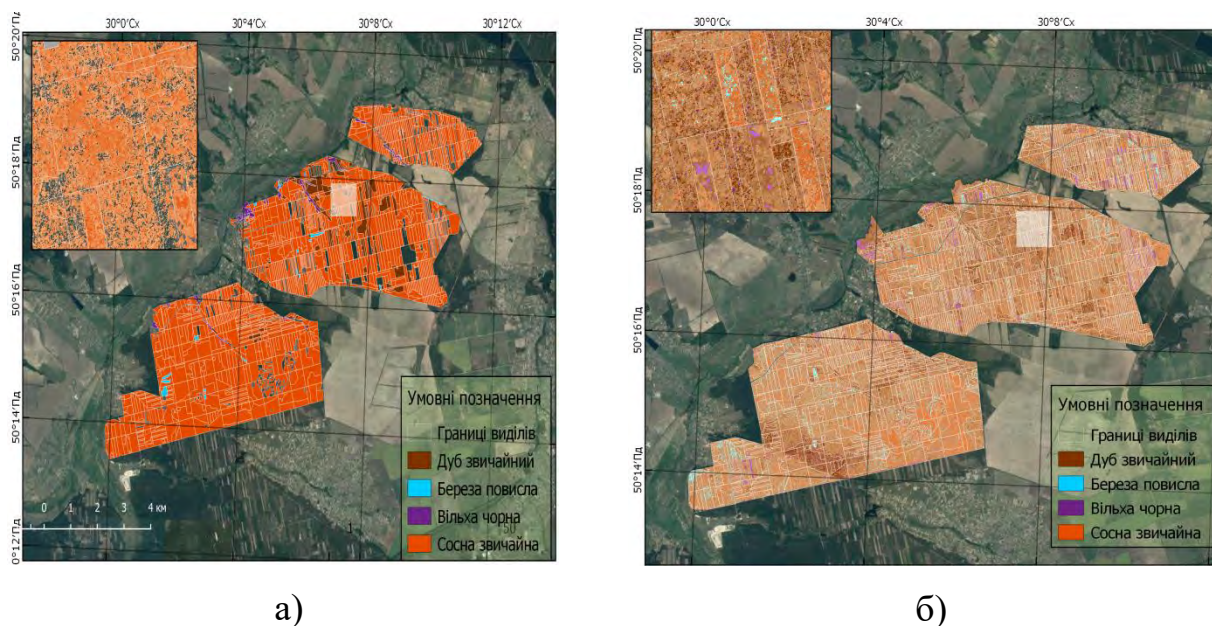 30°0′Сх 30°4′Сх 30°8′Сх 30°12′Сх
50°20′Пд
50°18′Пд
50°16′Пд
50°14′Пд
0°12′Пд
Умовні позначення
Границі виділів
Дуб звичайний
Береза повисла
Вільха чорна
Сосна звичайна
0 1 2 3 4 км
а)
30°0′Сх 30°4′Сх 30°8′Сх
50°20′Пд
50°18′Пд
50°16′Пд
50°14′Пд
Умовні позначення
Границі виділів
Дуб звичайний
Береза повисла
Вільха чорна
Сосна звичайна
б)